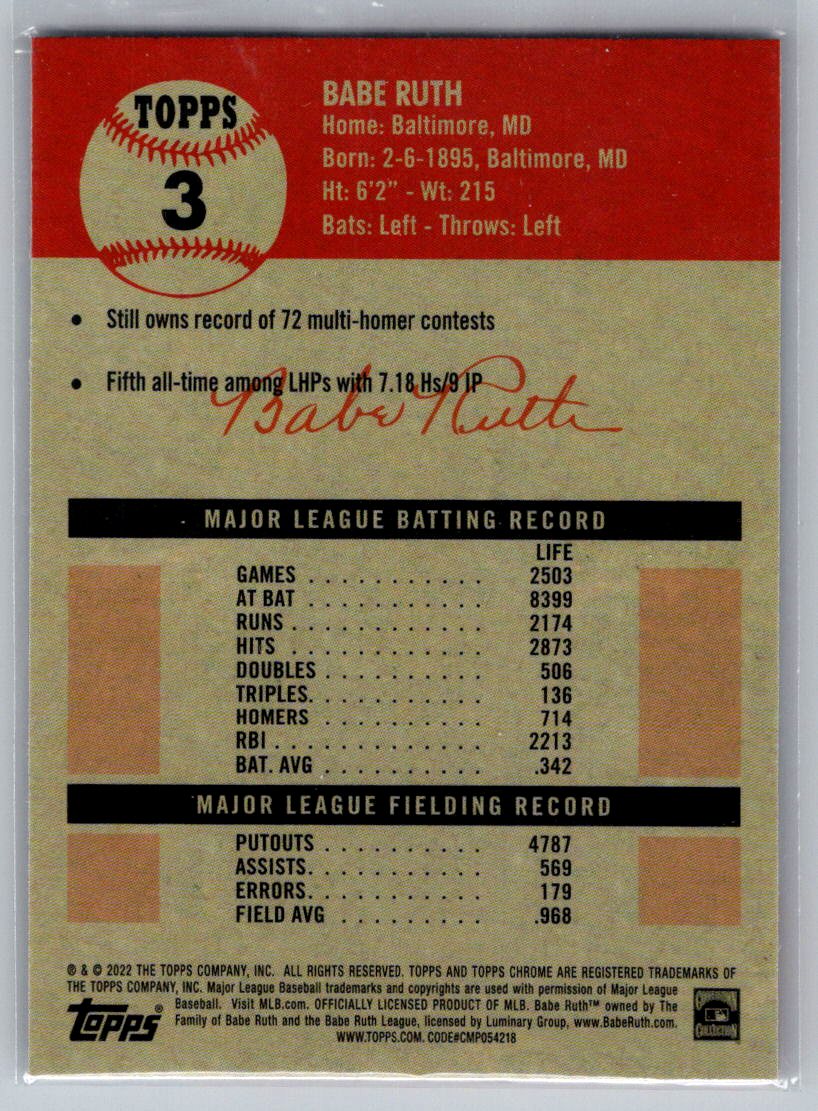 TOPPS
3
BABE RUTH
Home: Baltimore, MD
Born: 2-6-1895, Baltimore, MD
Ht: 6'2" - Wt: 215
Bats: Left - Throws: Left
• Still owns record of 72 multi-homer contests
• Fifth all-time among LHPs with 7.18 Hs/9 IP
Babe Ruth
MAJOR LEAGUE BATTING RECORD
LIFE
GAMES . . . . . . . . . . . 2503
AT BAT . . . . . . . . . . . 8399
RUNS . . . . . . . . . . . . 2174
HITS . . . . . . . . . . . . 2873
DOUBLES . . . . . . . . . . 506
TRIPLES. . . . . . . . . . . 136
HOMERS . . . . . . . . . . . 714
RBI . . . . . . . . . . . . . 2213
BAT. AVG . . . . . . . . . . .342
MAJOR LEAGUE FIELDING RECORD
PUTOUTS . . . . . . . . . . 4787
ASSISTS. . . . . . . . . . . 569
ERRORS. . . . . . . . . . . 179
FIELD AVG . . . . . . . . . .968
® & © 2022 THE TOPPS COMPANY, INC. ALL RIGHTS RESERVED. TOPPS AND TOPPS CHROME ARE REGISTERED TRADEMARKS OF
THE TOPPS COMPANY, INC. Major League Baseball trademarks and copyrights are used with permission of Major League
Baseball. Visit MLB.com. OFFICIALLY LICENSED PRODUCT OF MLB. Babe Ruth™ owned by The
Family of Babe Ruth and the Babe Ruth League, licensed by Luminary Group, www.BabeRuth.com.
WWW.TOPPS.COM. CODE#CMP054218
TOPPS®
COOPERSTOWN
COLLECTION